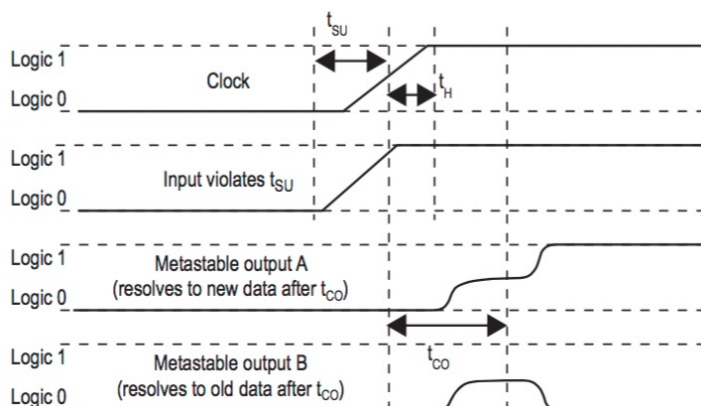 tSU
Logic 1
Clock
tH
Logic 0
Logic 1
Input violates tSU
Logic 0
Logic 1
Metastable output A
Logic 0
(resolves to new data after tCO)
Logic 1
Metastable output B
tCO
Logic 0
(resolves to old data after tCO)